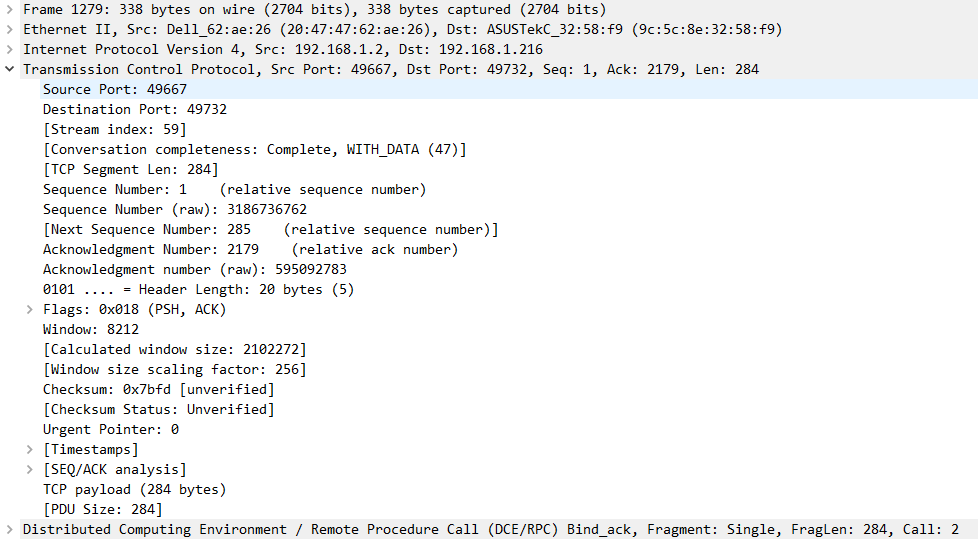 Frame 1279: 338 bytes on wire (2704 bits), 338 bytes captured (2704 bits)
Ethernet II, Src: Dell_62:ae:26 (20:47:47:62:ae:26), Dst: ASUSTekC_32:58:f9 (9c:5c:8e:32:58:f9)
Internet Protocol Version 4, Src: 192.168.1.2, Dst: 192.168.1.216
Transmission Control Protocol, Src Port: 49667, Dst Port: 49732, Seq: 1, Ack: 2179, Len: 284
Source Port: 49667
Destination Port: 49732
[Stream index: 59]
[Conversation completeness: Complete, WITH_DATA (47)]
[TCP Segment Len: 284]
Sequence Number: 1    (relative sequence number)
Sequence Number (raw): 3186736762
[Next Sequence Number: 285    (relative sequence number)]
Acknowledgment Number: 2179    (relative ack number)
Acknowledgment number (raw): 595092783
0101 .... = Header Length: 20 bytes (5)
Flags: 0x018 (PSH, ACK)
Window: 8212
[Calculated window size: 2102272]
[Window size scaling factor: 256]
Checksum: 0x7bfd [unverified]
[Checksum Status: Unverified]
Urgent Pointer: 0
[Timestamps]
[SEQ/ACK analysis]
TCP payload (284 bytes)
[PDU Size: 284]
Distributed Computing Environment / Remote Procedure Call (DCE/RPC) Bind_ack, Fragment: Single, FragLen: 284, Call: 2